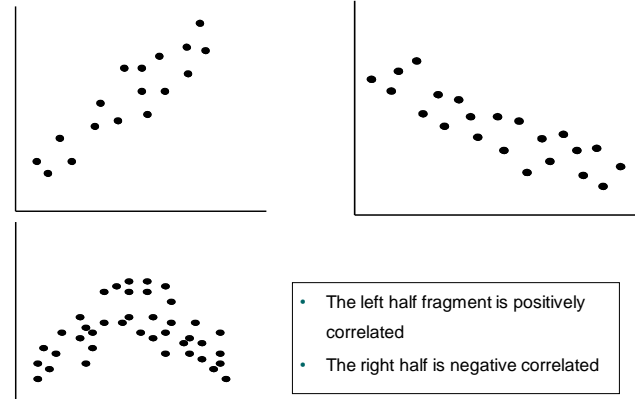 • The left half fragment is positively
correlated
• The right half is negative correlated